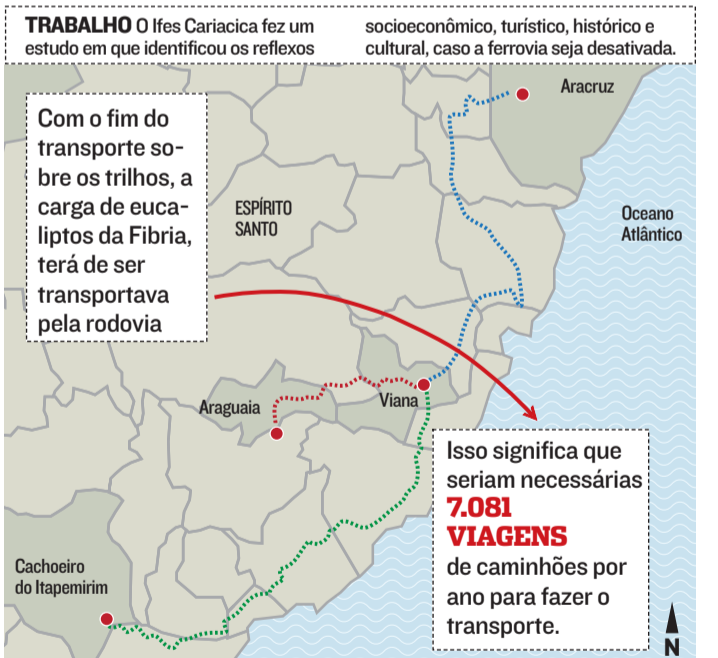 TRABALHO O Ifes Cariacica fez um
estudo em que identificou os reflexos
socioeconômico, turístico, histórico e
cultural, caso a ferrovia seja desativada.
Com o fim do
transporte so-
bre os trilhos, a
carga de euca-
liptos da Fibria,
terá de ser
transportava
pela rodovia
ESPÍRITO
SANTO
Aracruz
Oceano
Atlântico
Araguaia
Viana
Cachoeiro
do Itapemirim
Isso significa que
seriam necessárias
7.081
VIAGENS
de caminhões por
ano para fazer o
transporte.
N